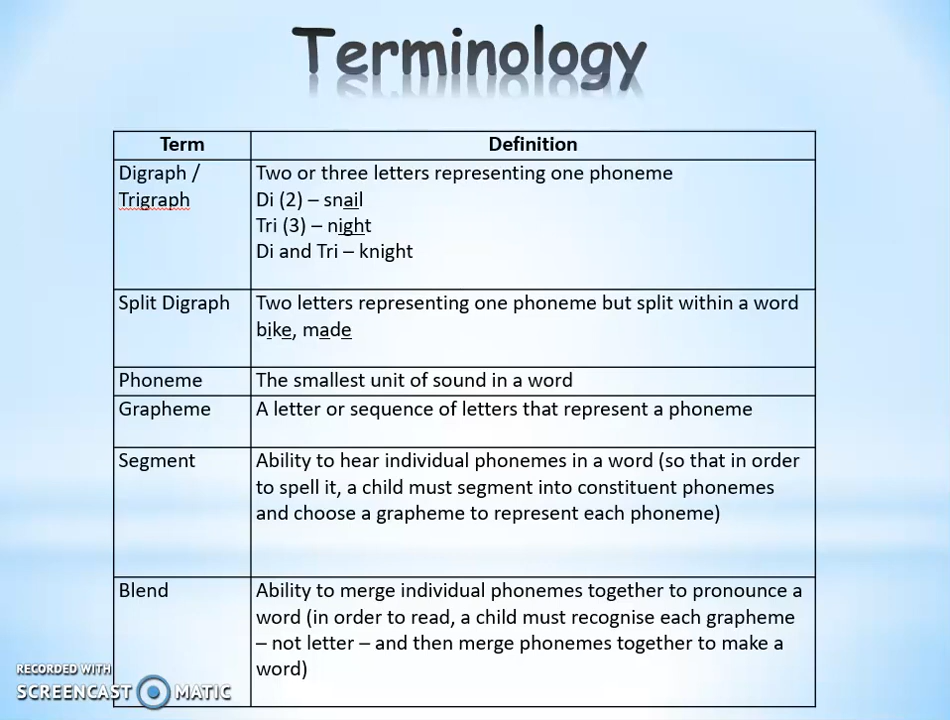 Terminology
Term Definition
Digraph / Two or three letters representing one phoneme
Trigraph Di (2) – snail
Tri (3) – night
Di and Tri – knight
Split Digraph Two letters representing one phoneme but split within a word
bike, made
Phoneme The smallest unit of sound in a word
Grapheme A letter or sequence of letters that represent a phoneme
Segment Ability to hear individual phonemes in a word (so that in order
to spell it, a child must segment into constituent phonemes
and choose a grapheme to represent each phoneme)
Blend Ability to merge individual phonemes together to pronounce a
word (in order to read, a child must recognise each grapheme
– not letter – and then merge phonemes together to make a
word)
RECORDED WITH
SCREENCAST MATIC